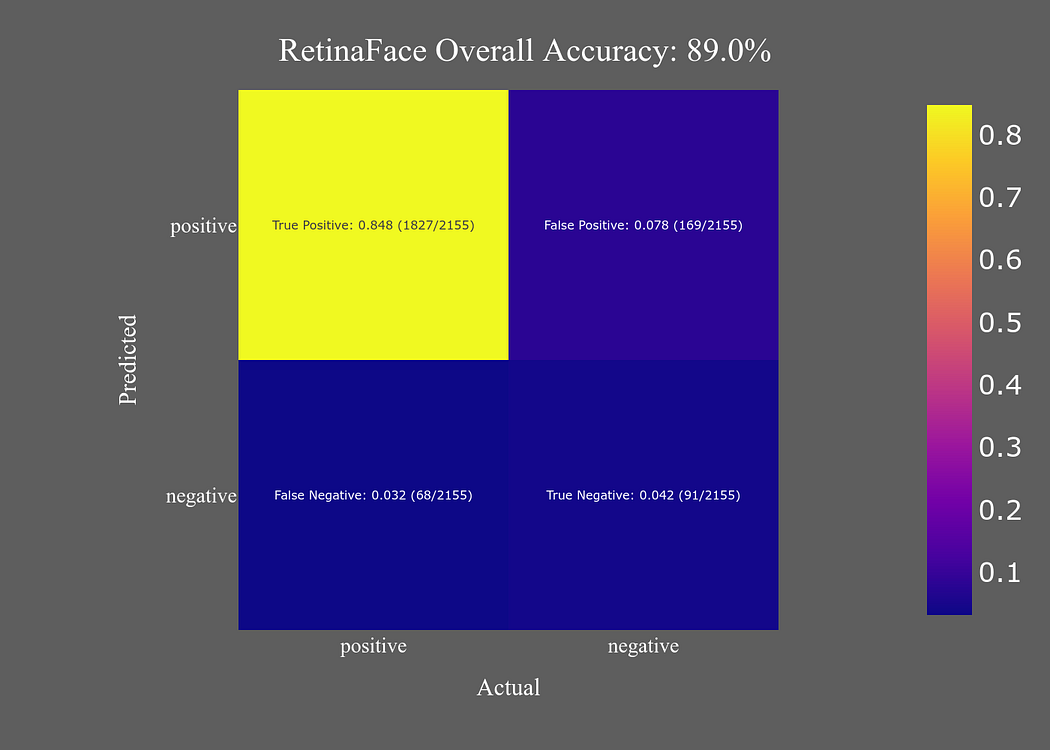 RetinaFace Overall Accuracy: 89.0%
positive
True Positive: 0.848 (1827/2155)
False Positive: 0.078 (169/2155)
Predicted
negative
False Negative: 0.032 (68/2155)
True Negative: 0.042 (91/2155)
positive
negative
Actual
0.8
0.7
0.6
0.5
0.4
0.3
0.2
0.1